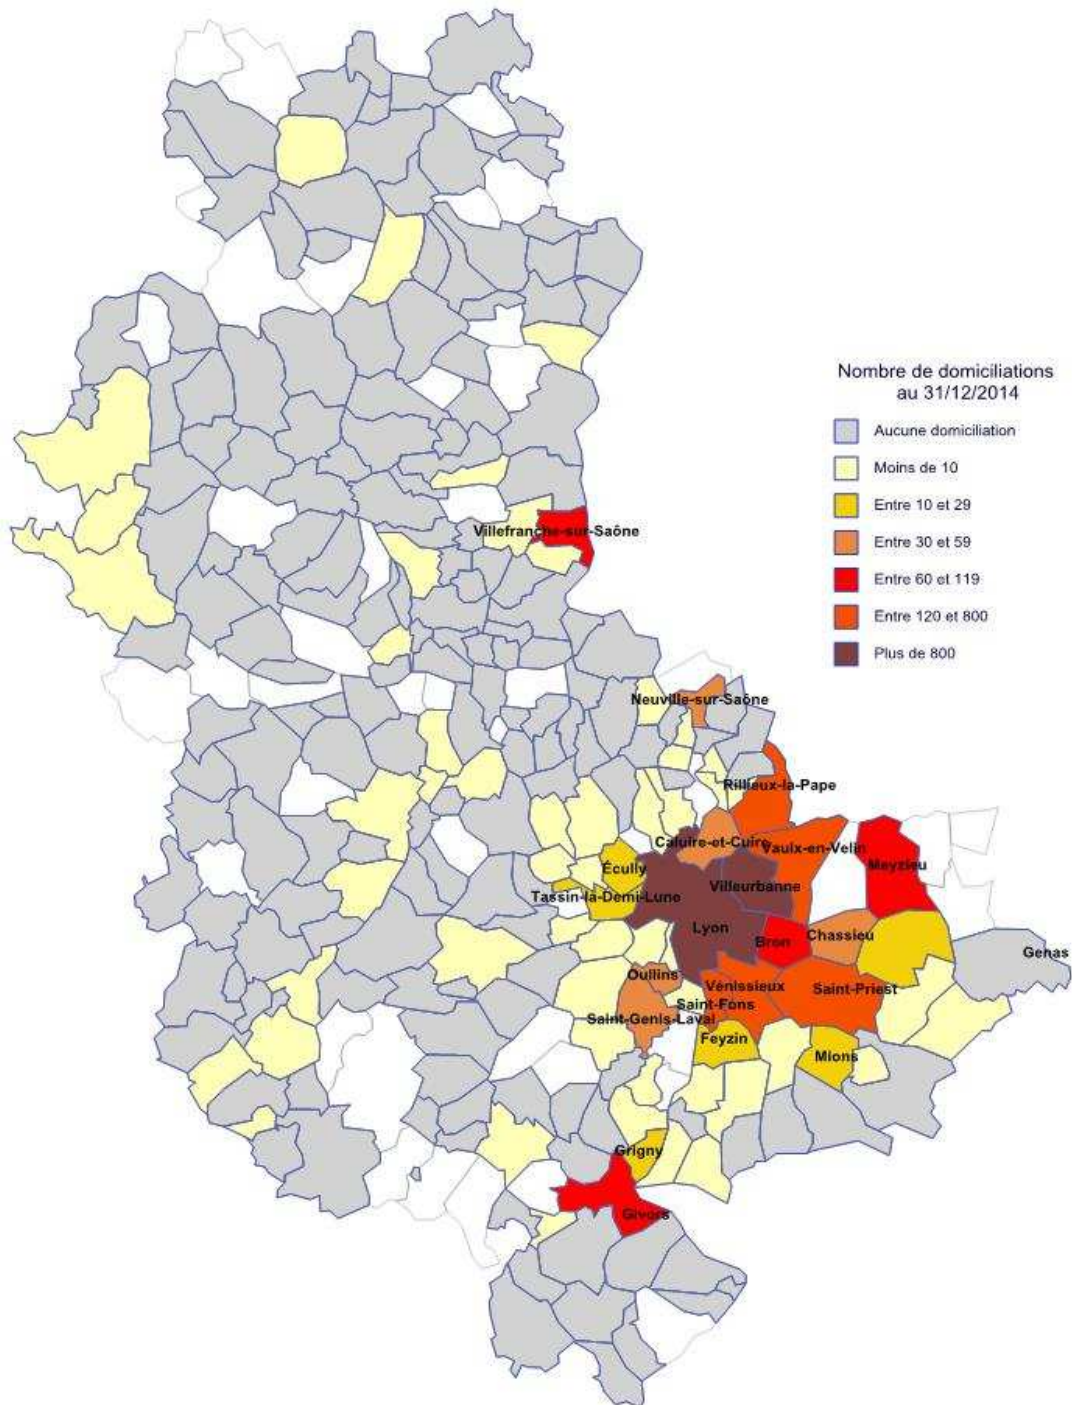 Nombre de domiciliations
au 31/12/2014
Aucune domiciliation
Moins de 10
Entre 10 et 29
Entre 30 et 59
Entre 60 et 119
Entre 120 et 800
Plus de 800
Villefranche-sur-Saône
Neuville-sur-Saône
Rillieux-la-Pape
Caluire-et-Cuire
Vaulx-en-Velin
Écully
Meyzieu
Villeurbanne
Tassin-la-Demi-Lune
Lyon
Chassieu
Bron
Genas
Oullins
Vénissieux
Saint-Priest
Saint-Fons
Saint-Genis-Laval
Feyzin
Mions
Grigny
Givors